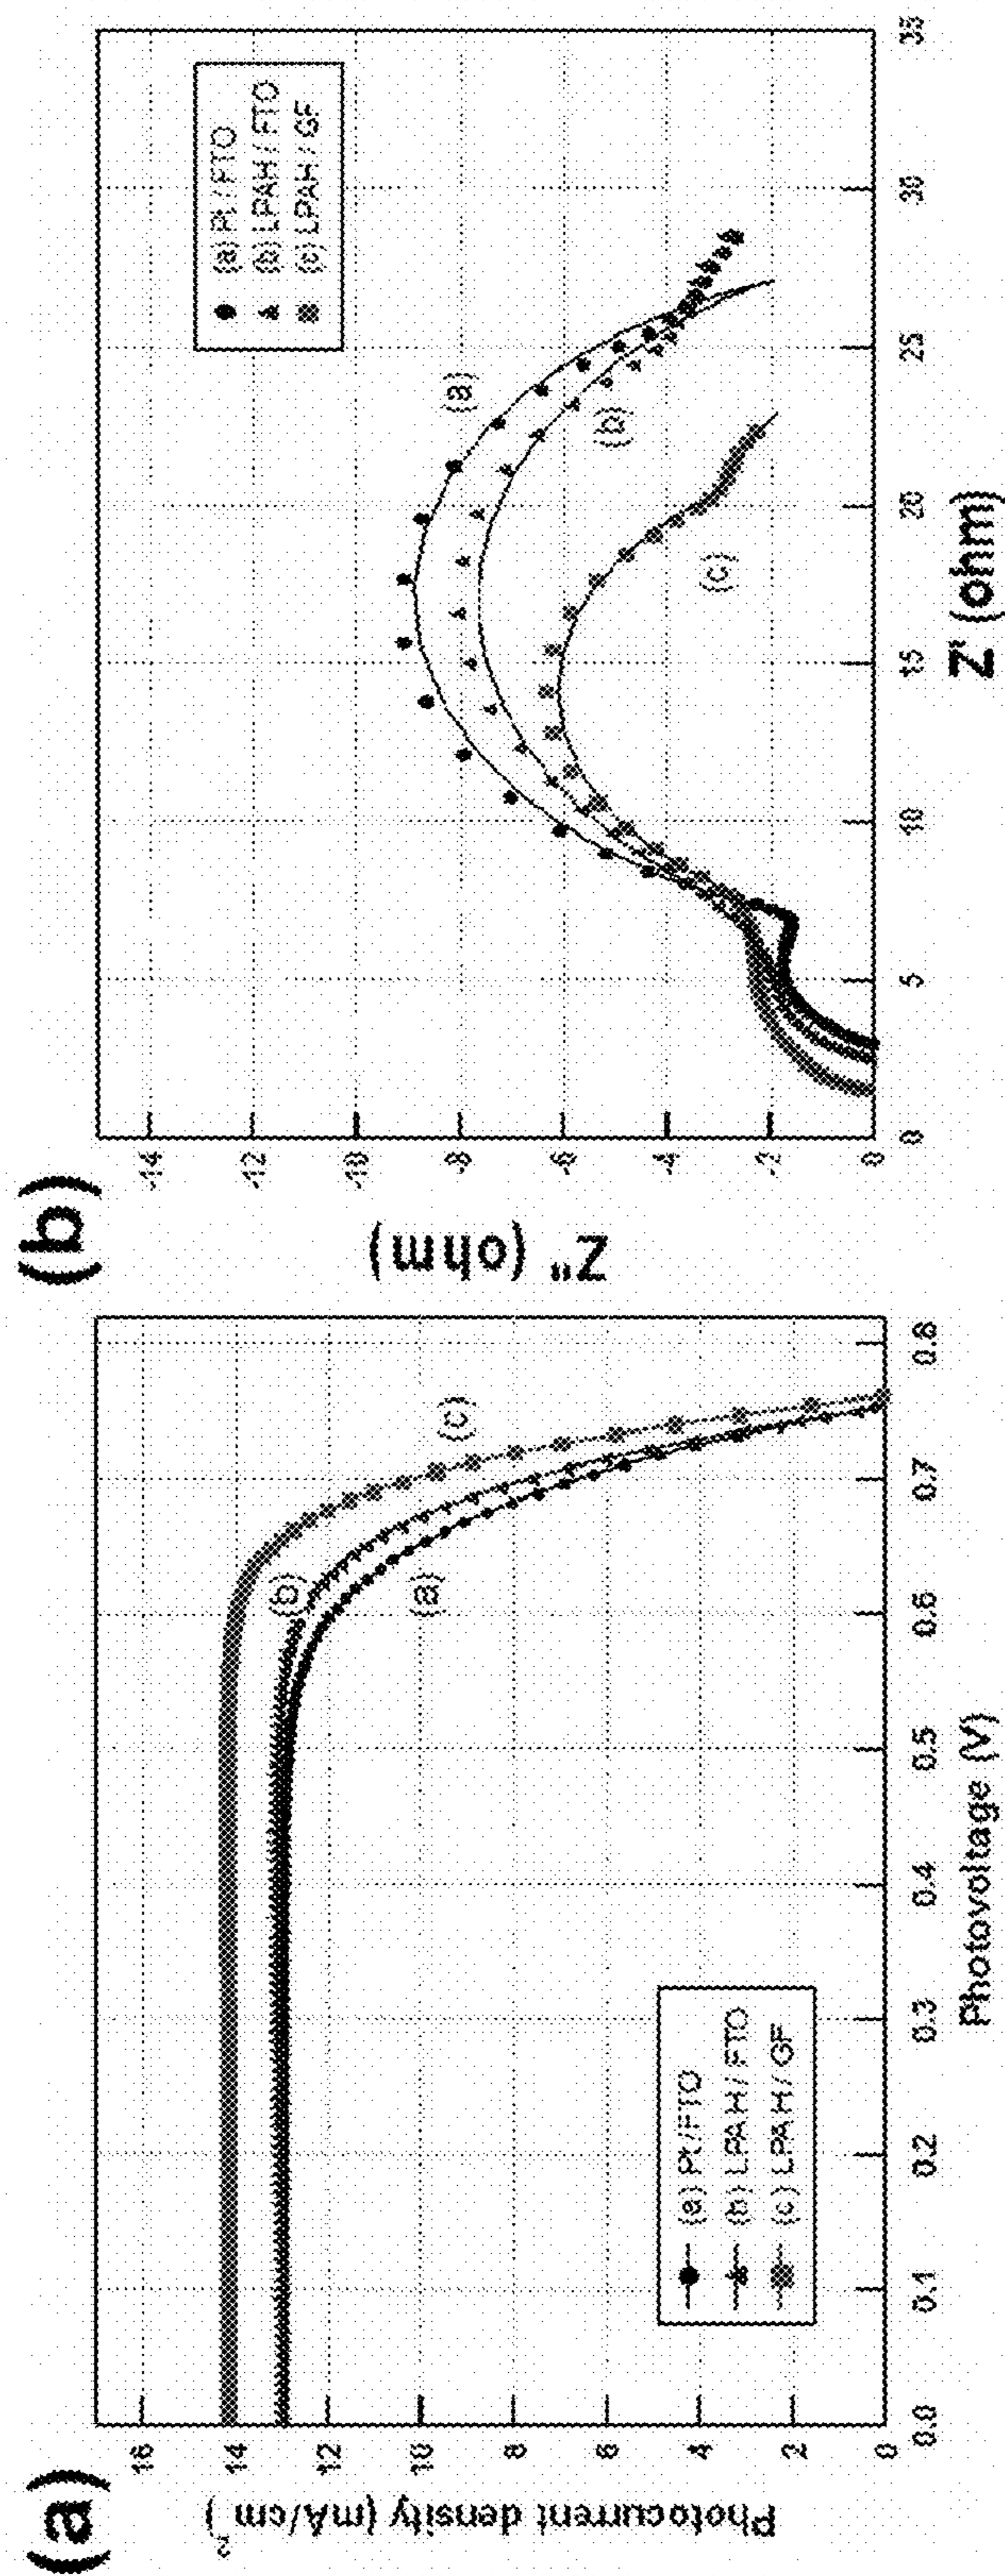 (a)
Photocurrent density (mA/cm2)
16
14
12
10
8
6
4
2
0
0.0
0.1
0.2
0.3
0.4
0.5
0.6
0.7
0.8
Photovoltage (V)
(a) Pt/FTO
(b) LPAH/FTO
(c) LPAH/GF
(a)
(b)
(c)
(b)
Z'' (ohm)
-14
-12
-10
-8
-6
-4
-2
0
0
5
10
15
20
25
30
35
Z' (ohm)
(a) Pt/FTO
(b) LPAH/FTO
(c) LPAH/GF
(a)
(b)
(c)